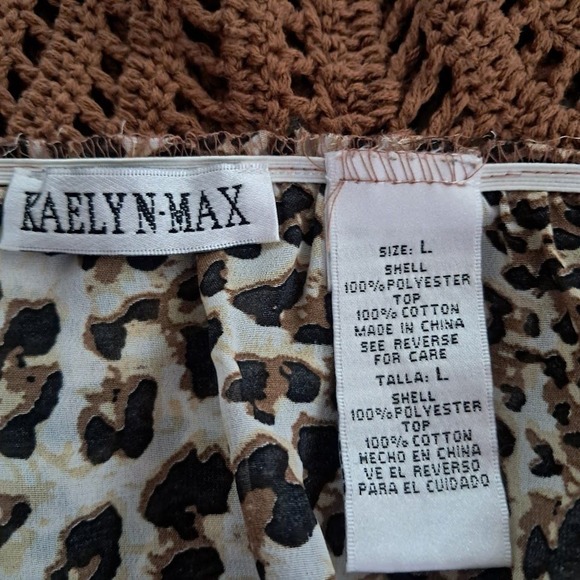 KAELYN·MAX
SIZE: L
SHELL
100%POLYESTER
TOP
100%COTTON
MADE IN CHINA
SEE REVERSE
FOR CARE
TALLA: L
SHELL
100%POLYESTER
TOP
100%COTTON
HECHO EN CHINA
VE EL REVERSO
PARA EL CUIDADO